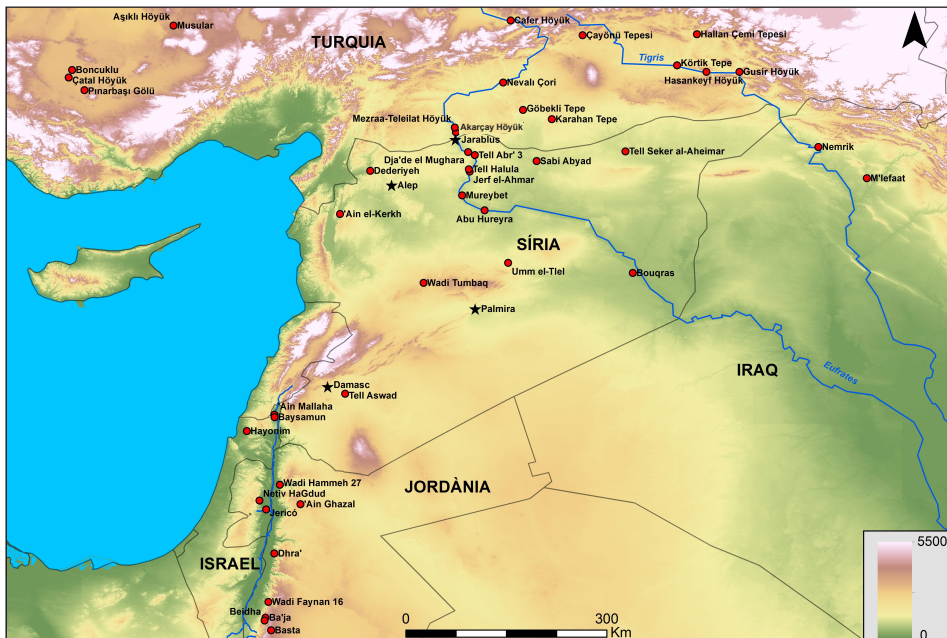 Aşıklı Höyük
Musular
Cafer Höyük
Çayönü Tepesi
Hallan Çemi Tepesi
TURQUIA
Tigris
Körtik Tepe
Hasankeyf Höyük
Gusir Höyük
Boncuklu
Çatal Höyük
Pınarbaşı Gölü
Nevalı Çori
Göbekli Tepe
Karahan Tepe
Mezraa-Teleilat Höyük
Akarçay Höyük
Jarablus
Dja'de el Mughara
Tell Abr' 3
Sabi Abyad
Tell Seker al-Aheimar
Nemrik
M'lefaat
Dederiyeh
Tell Halula
Jerf el-Ahmar
Alep
Mureybet
'Ain el-Kerkh
Abu Hureyra
SÍRIA
Umm el-Tlel
Bouqras
Wadi Tumbaq
Palmira
IRAQ
Eufrates
Damasc
Tell Aswad
'Ain Mallaha
Baysamun
Hayonim
Wadi Hammeh 27
JORDÀNIA
Netiv HaGdud
'Ain Ghazal
Jericó
Dhra'
ISRAEL
Wadi Faynan 16
Beidha
Ba'ja
Basta
0 300
Km
5500
0